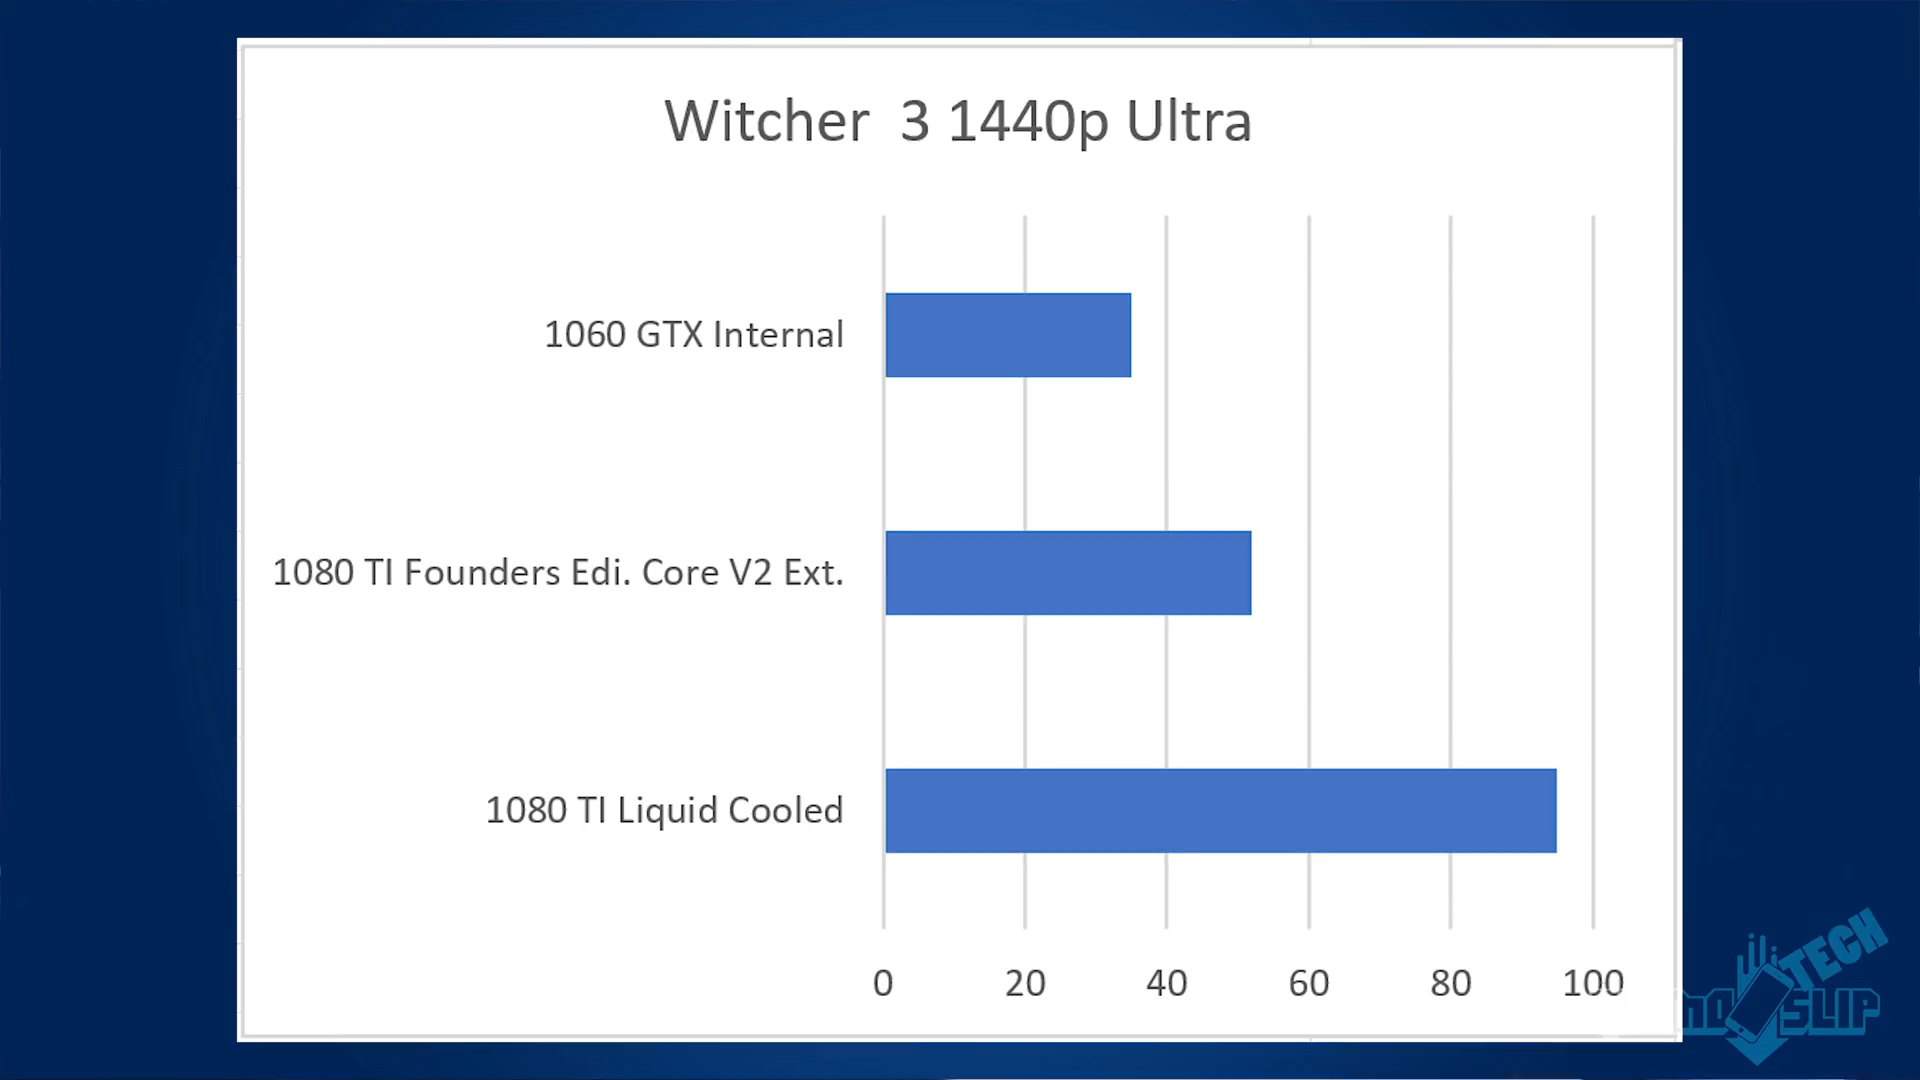 Witcher  3 1440p Ultra
1060 GTX Internal
1080 TI Founders Edi. Core V2 Ext.
1080 TI Liquid Cooled
0 20 40 60 80 100
TECH
SLIP